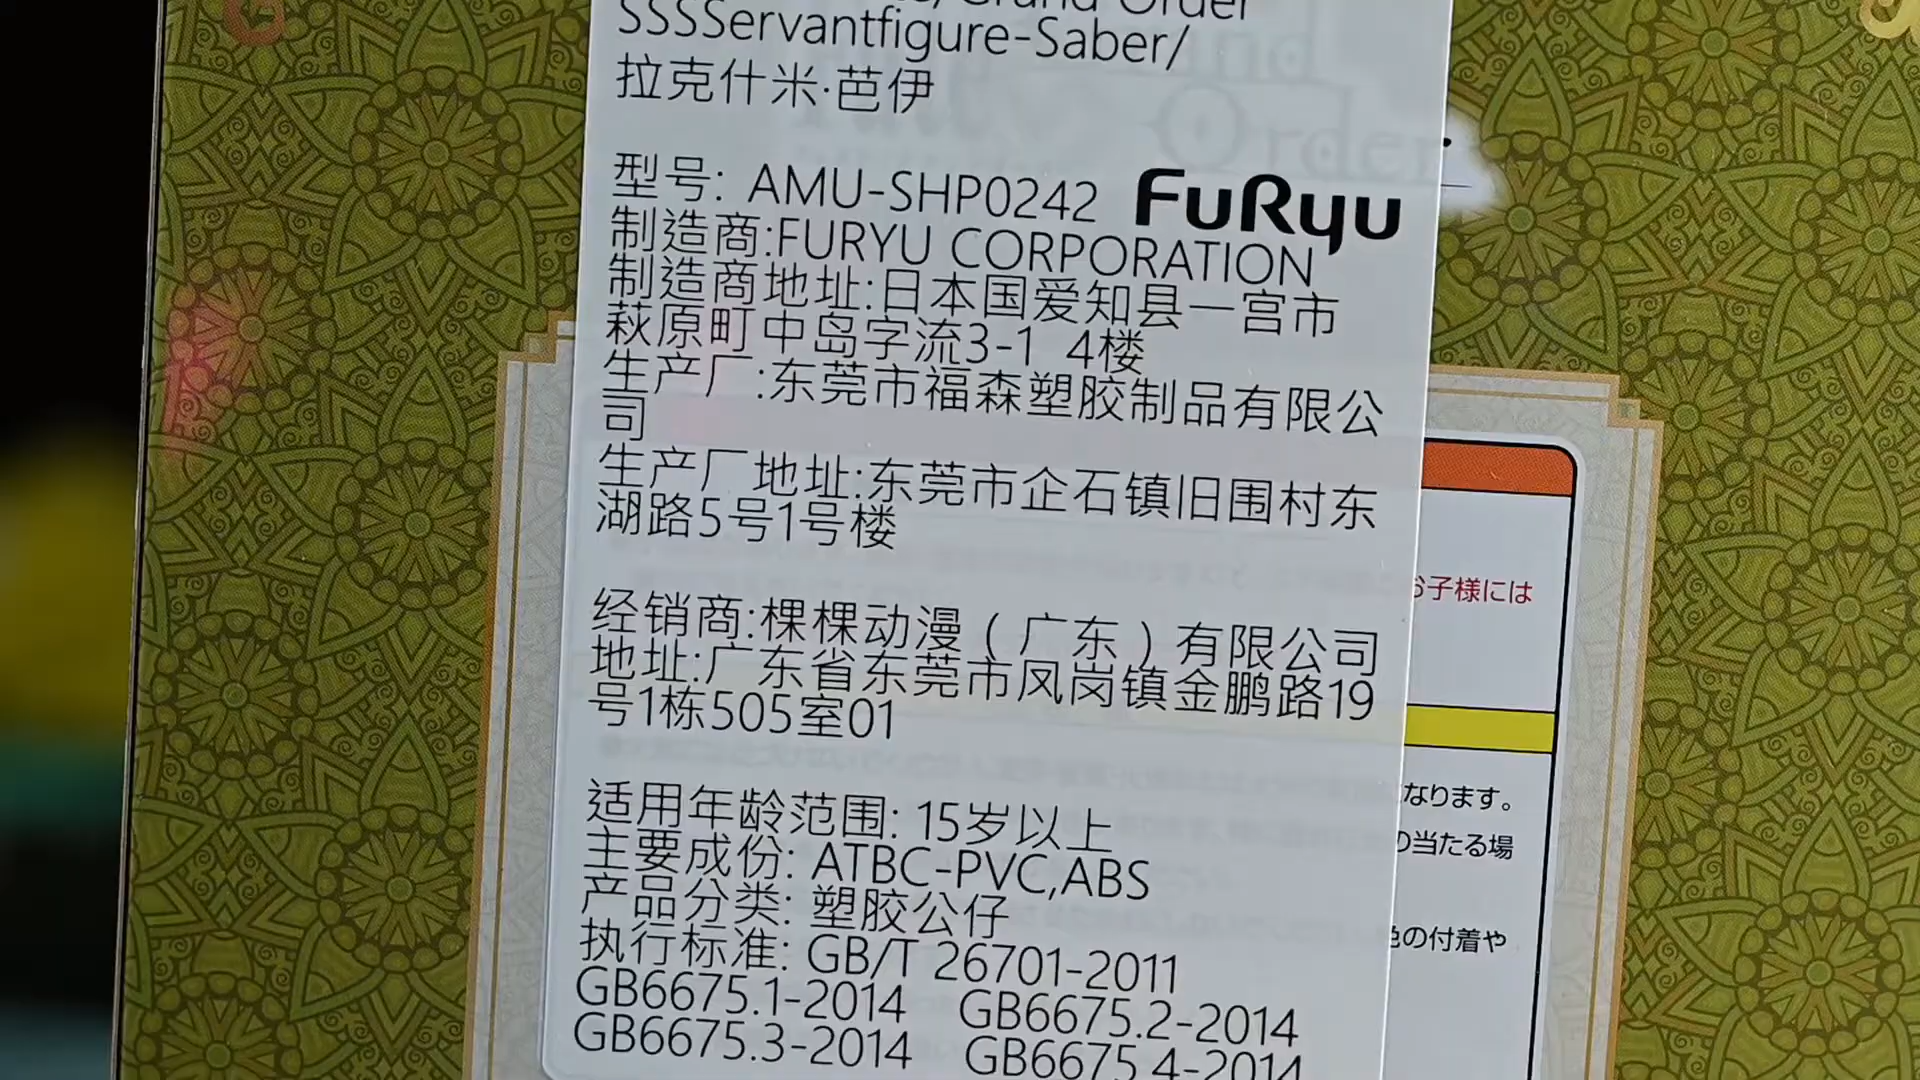 /Grand Order
SSSServantfigure-Saber/
拉克什米·芭伊
型号: AMU-SHP0242 FuRyu
制造商:FURYU CORPORATION
制造商地址:日本国爱知县一宫市
萩原町中岛字流3-1 4楼
生产厂:东莞市福森塑胶制品有限公
司
生产厂地址:东莞市企石镇旧围村东
湖路5号1号楼
お子様には
经销商:棵棵动漫（广东）有限公司
地址:广东省东莞市凤岗镇金鹏路19
号1栋505室01
なります。
适用年龄范围: 15岁以上
の当たる場
主要成份: ATBC-PVC,ABS
产品分类: 塑胶公仔
の付着や
执行标准: GB/T 26701-2011
GB6675.1-2014 GB6675.2-2014
GB6675.3-2014 GB6675.4-2014